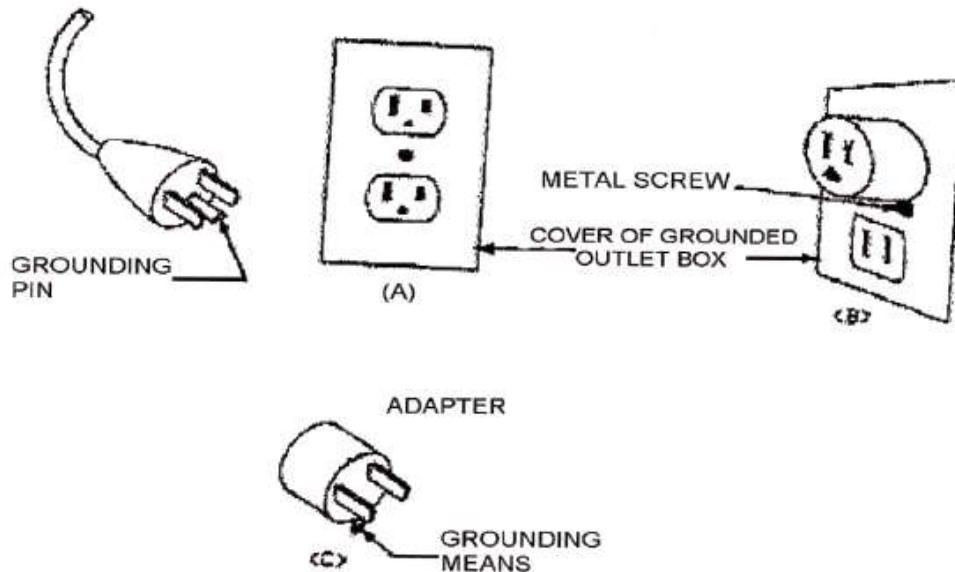 METAL SCREW
COVER OF GROUNDED
OUTLET BOX
GROUNDING
PIN
(A)
<B>
ADAPTER
GROUNDING
MEANS
<C>